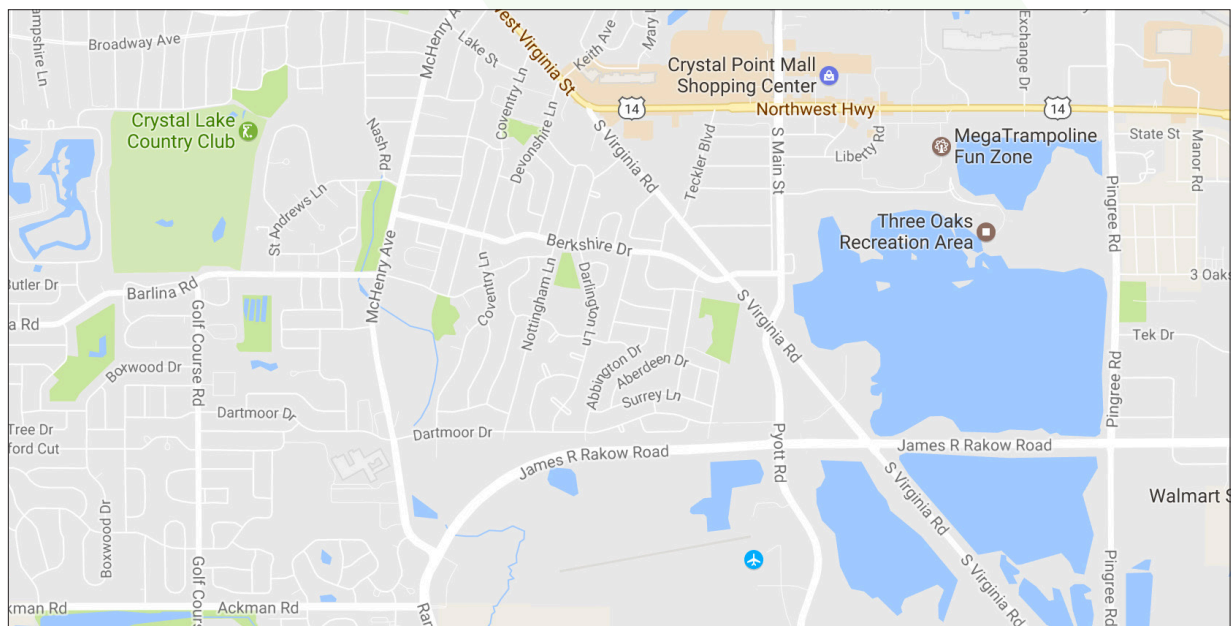 ampshire Ln
Broadway Ave
McHenry A
Lake St
West Virginia St
Keith Ave
Mary
Exchange Dr
Crystal Point Mall
Shopping Center
14
Northwest Hwy
14
Crystal Lake
Country Club
Nash Rd
Coventry Ln
Devonshire Ln
S Virginia Rd
Teckler Blvd
S Main St
Liberty Rd
MegaTrampoline
Fun Zone
State St
Manor Rd
Pingree Rd
St Andrews Ln
Three Oaks
Recreation Area
Berkshire Dr
McHenry Ave
Coventry Ln
Nottingham Ln
Darlington Ln
S Virginia Rd
3 Oaks
Butler Dr
Barlina Rd
a Rd
Golf Course Rd
Tek Dr
Boxwood Dr
Abbington Dr
Aberdeen Dr
Surrey Ln
Pingree Rd
Dartmoor Dr
Tree Dr
ford Cut
Dartmoor Dr
James R Rakow Road
Pyott Rd
James R Rakow Road
S Virginia Rd
Walmart S
Boxwood Dr
Golf Cours
S Virginia Rd
Pingree Rd
ckman Rd
Ackman Rd
Ran